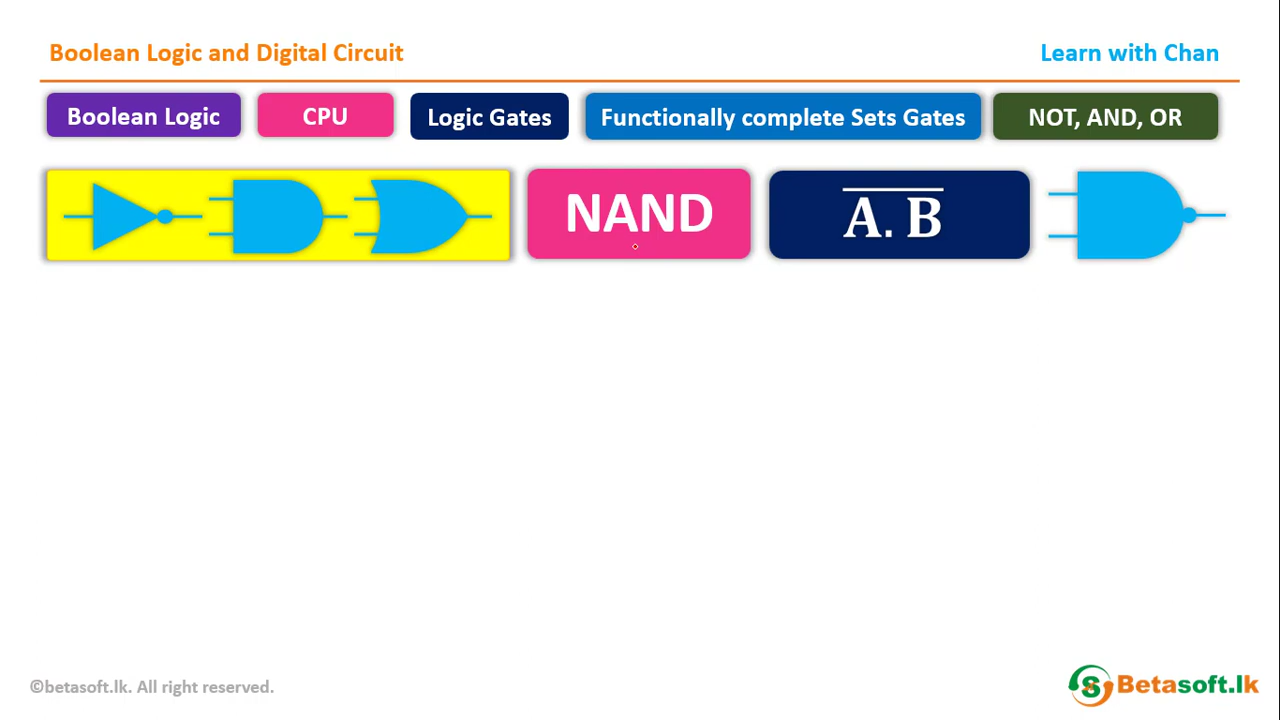 Boolean Logic and Digital Circuit
Learn with Chan
Boolean Logic
CPU
Logic Gates
Functionally complete Sets Gates
NOT, AND, OR
NAND
A̅.̅ ̅B̅
©betasoft.lk. All right reserved.
Betasoft.lk